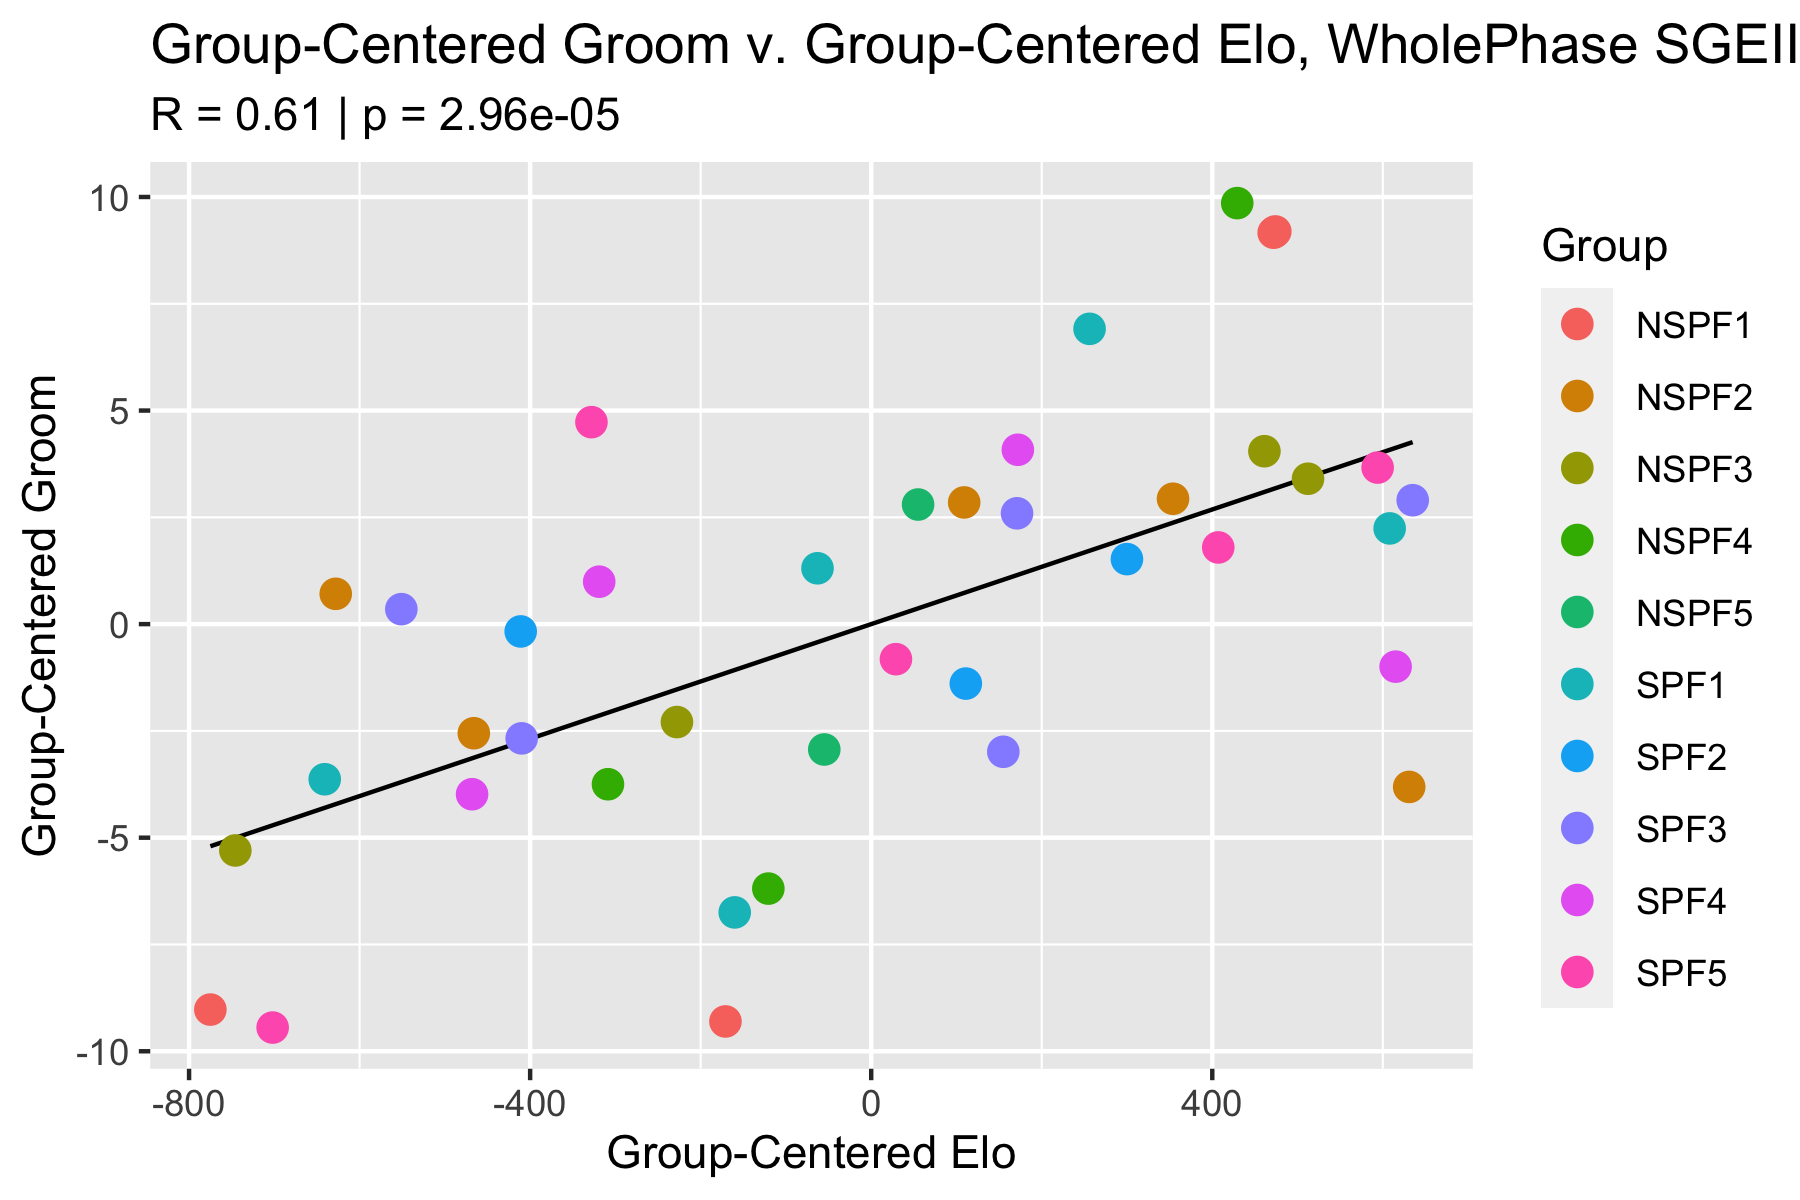 Group-Centered Groom v. Group-Centered Elo, WholePhase SGEII
R = 0.61 | p = 2.96e-05
Group-Centered Groom
10
5
0
-5
-10
-800
-400
0
400
Group-Centered Elo
Group
NSPF1
NSPF2
NSPF3
NSPF4
NSPF5
SPF1
SPF2
SPF3
SPF4
SPF5